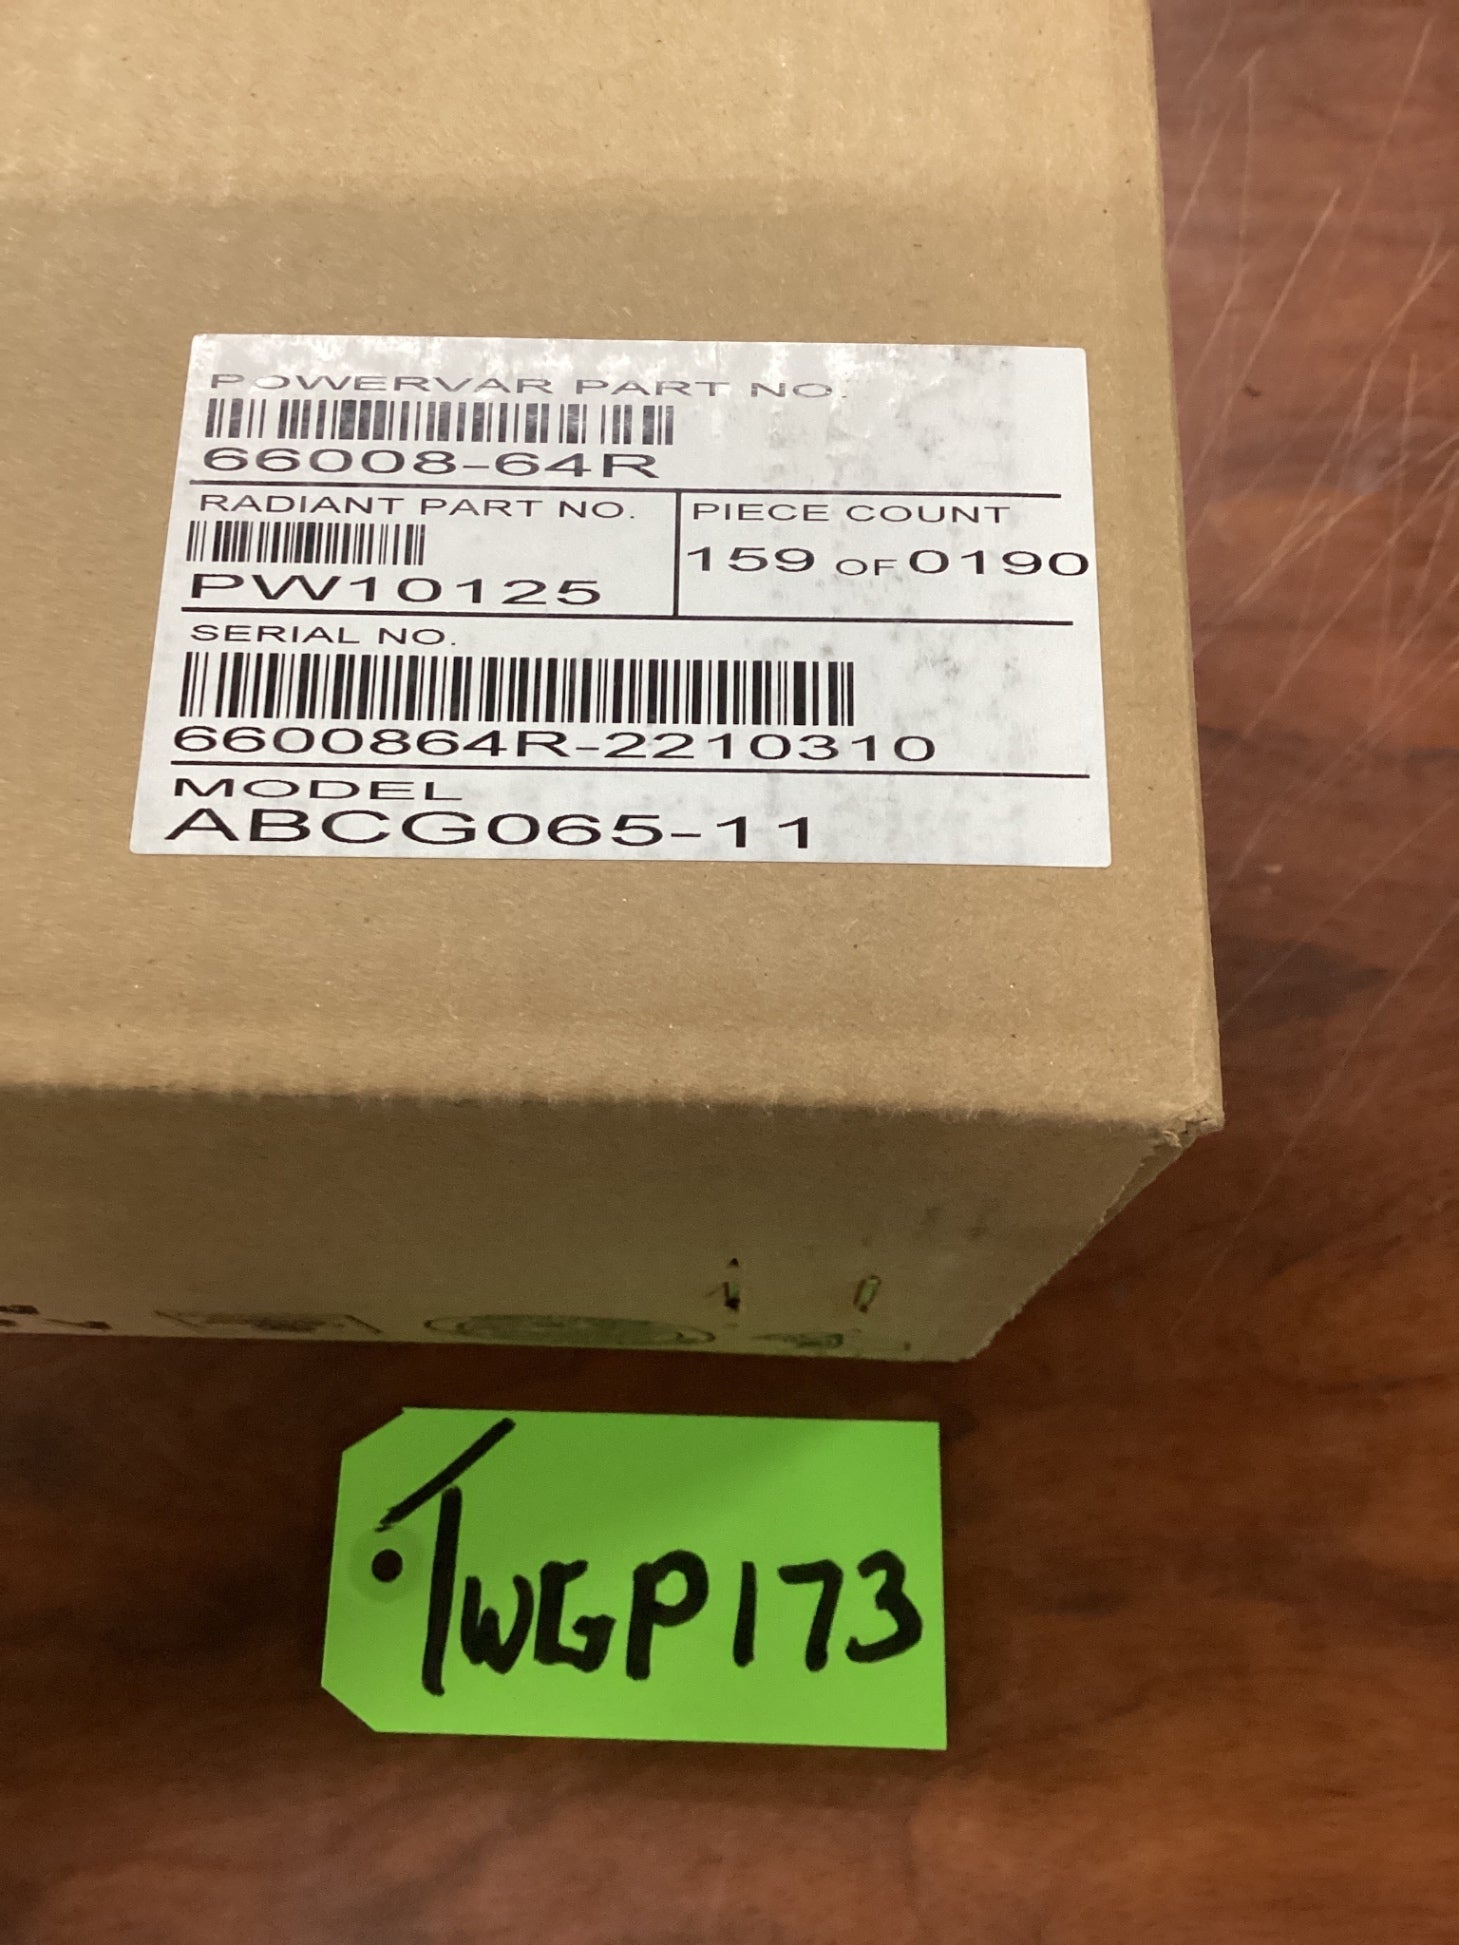 POWERVAR PART NO.
66008-64R
RADIANT PART NO.
PW10125
PIECE COUNT
159 OF 0190
SERIAL NO.
6600864R-2210310
MODEL
ABCG065-11
TWGP173